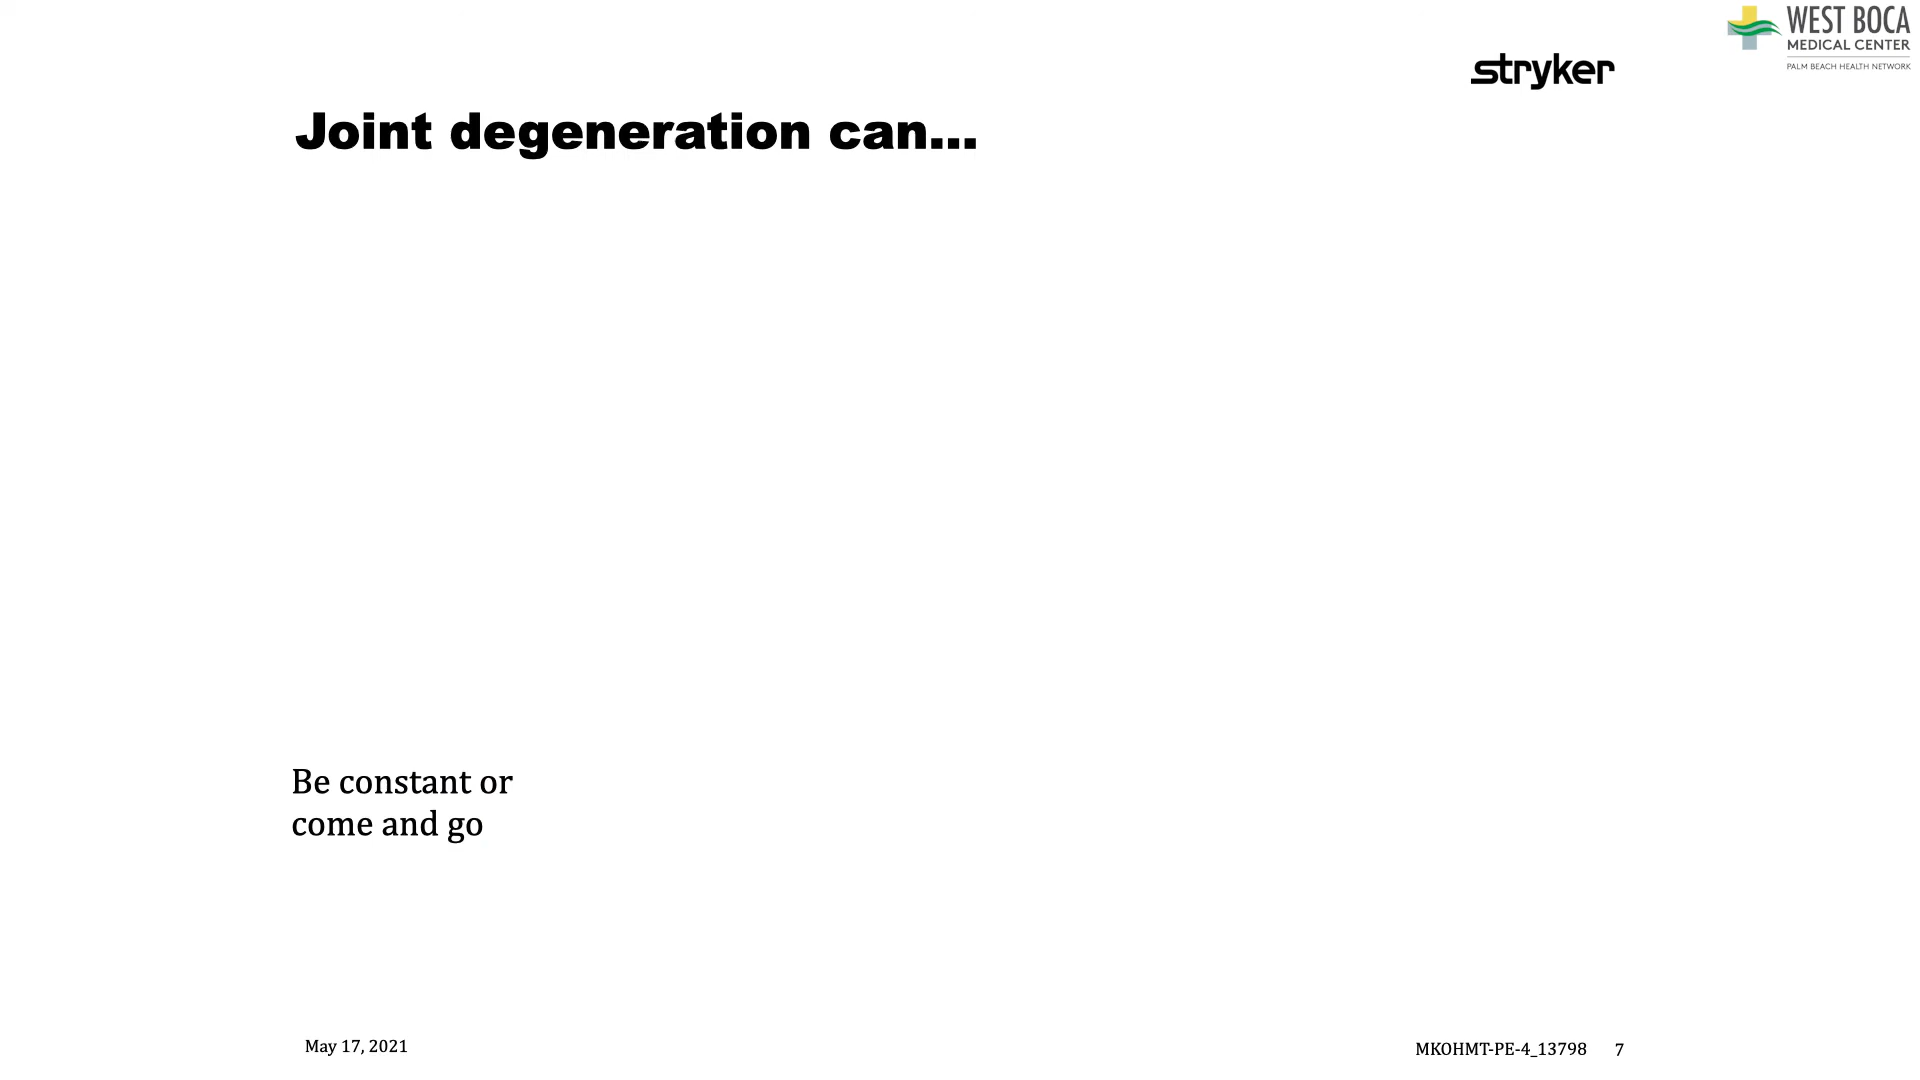 WEST BOCA
MEDICAL CENTER
PALM BEACH HEALTH NETWORK
stryker
Joint degeneration can...
Be constant or
come and go
May 17, 2021
MKOHMT-PE-4_13798 7